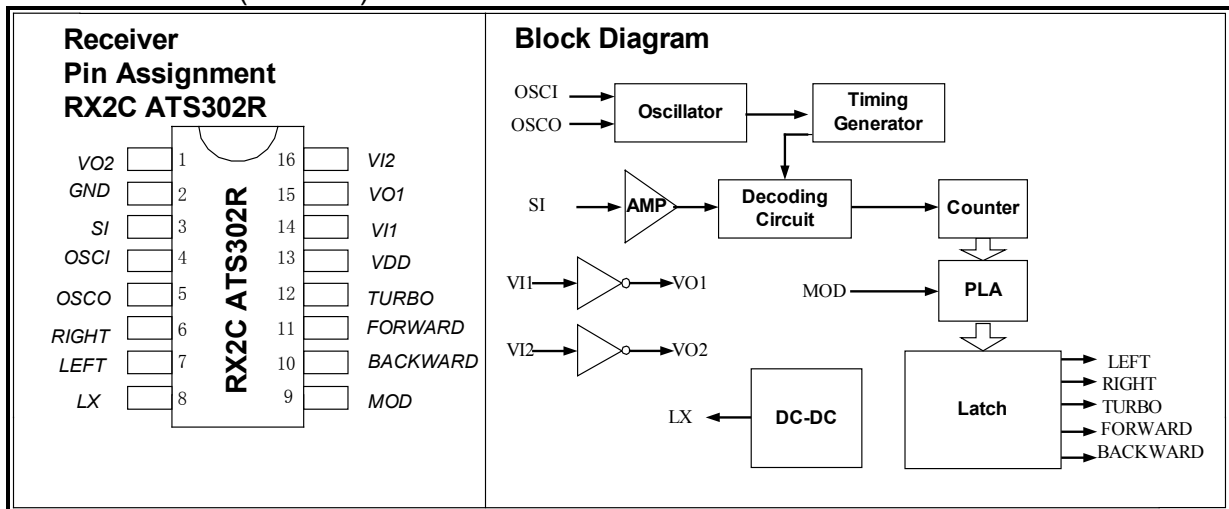 Receiver
Pin Assignment
RX2C ATS302R
VO2 1 16 VI2
GND 2 15 VO1
SI 3 14 VI1
OSCI 4 13 VDD
OSCO 5 12 TURBO
RIGHT 6 11 FORWARD
LEFT 7 10 BACKWARD
LX 8 9 MOD
RX2C ATS302R
Block Diagram
OSCI
OSCO
Oscillator
Timing
Generator
SI
AMP
Decoding
Circuit
Counter
VI1
VO1
MOD
PLA
VI2
VO2
LX
DC-DC
Latch
LEFT
RIGHT
TURBO
FORWARD
BACKWARD